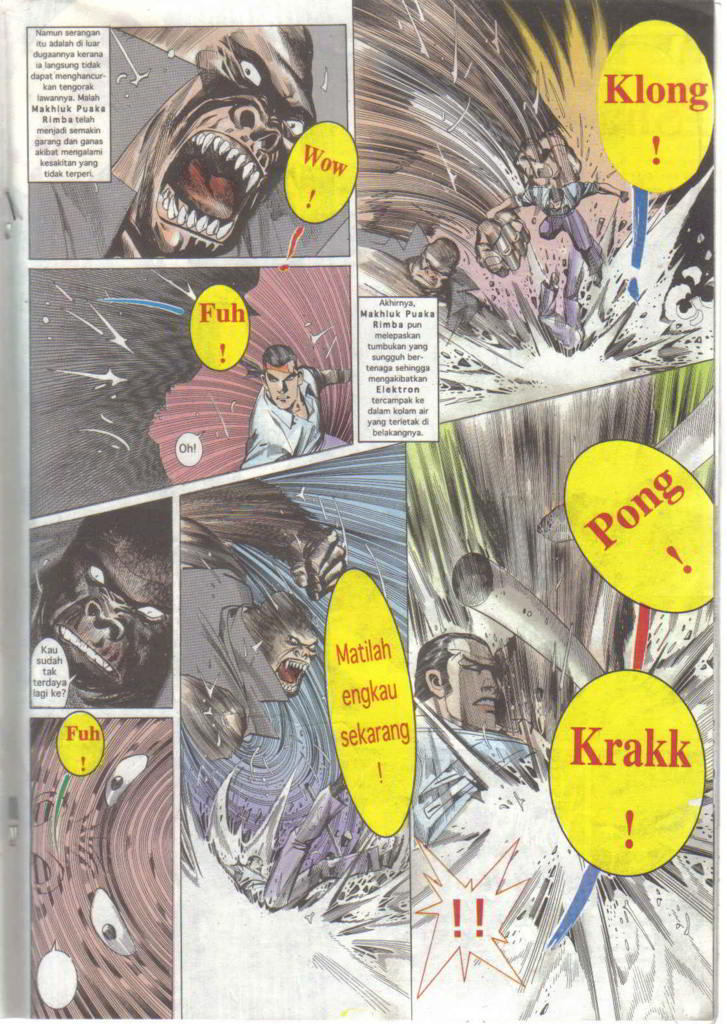 Namun serangan
itu adalah di luar
dugaannya kerana
ia langsung tidak
dapat menghancur-
kan tengorak
lawannya. Malah
Makhluk Puaka
Rimba telah
menjadi semakin
garang dan ganas
akibat mengalami
kesakitan yang
tidak terperi.
Wow
!
Klong
!
Fuh
!
Oh!
Akhirnya,
Makhluk Puaka
Rimba pun
melepaskan
tumbukan yang
sungguh ber-
tenaga sehingga
mengakibatkan
Elektron
tercampak ke
dalam kolam air
yang terletak di
belakangnya.
Kau
sudah
tak
terdaya
lagi ke?
Fuh
!
Matilah
engkau
sekarang
!
Pong
!
Krakk
!
!!